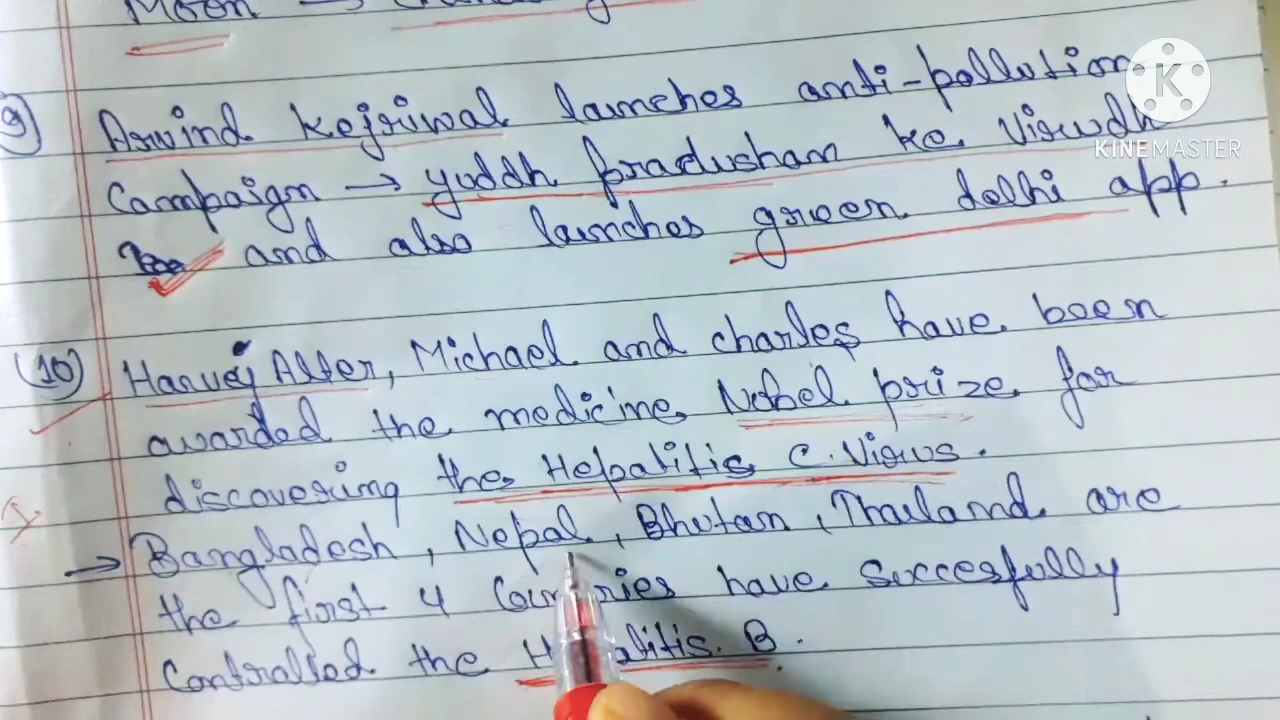 Moon →
9) Arvind Kejriwal launches anti-pollution
Campaign → yuddh pradusham ke virudh
and also launches green delhi app.
(10) Harvey Alter, Michael and charles have been
awarded the medicine Nobel prize for
discovering the Hepatitis C. Virus.
→ Bangladesh, Nepal, Bhutan, Thailand are
the first 4 have succesfully
Controlled the B.
K
KINEMASTER